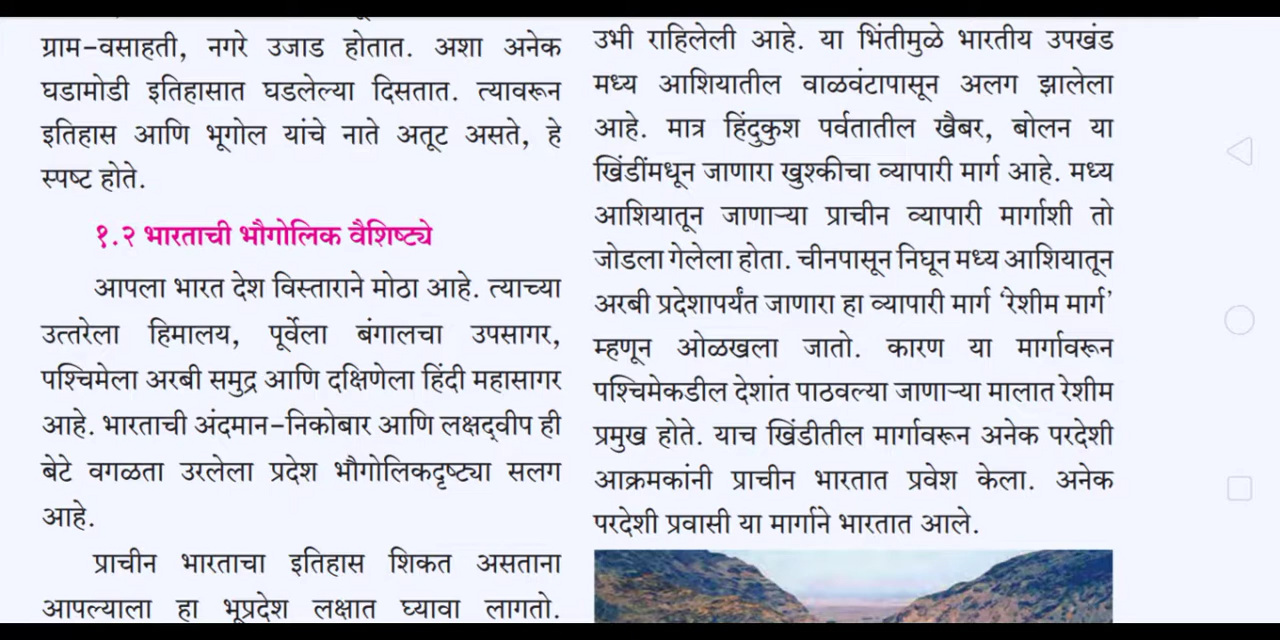 ग्राम-वसाहती, नगरे उजाड होतात. अशा अनेक
घडामोडी इतिहासात घडलेल्या दिसतात. त्यावरून
इतिहास आणि भूगोल यांचे नाते अतूट असते, हे
स्पष्ट होते.
१.२ भारताची भौगोलिक वैशिष्ट्ये
आपला भारत देश विस्ताराने मोठा आहे. त्याच्या
उत्तरेला हिमालय, पूर्वेला बंगालचा उपसागर,
पश्चिमेला अरबी समुद्र आणि दक्षिणेला हिंदी महासागर
आहे. भारताची अंदमान-निकोबार आणि लक्षद्वीप ही
बेटे वगळता उरलेला प्रदेश भौगोलिकदृष्ट्या सलग
आहे.
प्राचीन भारताचा इतिहास शिकत असताना
आपल्याला हा भूप्रदेश लक्षात घ्यावा लागतो.
उभी राहिलेली आहे. या भिंतीमुळे भारतीय उपखंड
मध्य आशियातील वाळवंटापासून अलग झालेला
आहे. मात्र हिंदुकुश पर्वतातील खैबर, बोलन या
खिंडींमधून जाणारा खुश्कीचा व्यापारी मार्ग आहे. मध्य
आशियातून जाणाऱ्या प्राचीन व्यापारी मार्गाशी तो
जोडला गेलेला होता. चीनपासून निघून मध्य आशियातून
अरबी प्रदेशापर्यंत जाणारा हा व्यापारी मार्ग ‘रेशीम मार्ग’
म्हणून ओळखला जातो. कारण या मार्गावरून
पश्चिमेकडील देशांत पाठवल्या जाणाऱ्या मालात रेशीम
प्रमुख होते. याच खिंडीतील मार्गावरून अनेक परदेशी
आक्रमकांनी प्राचीन भारतात प्रवेश केला. अनेक
परदेशी प्रवासी या मार्गाने भारतात आले.